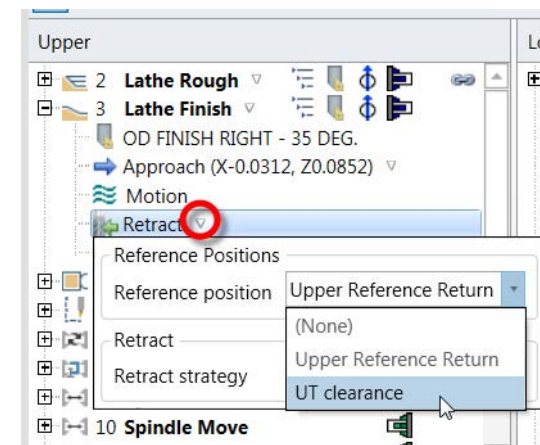 Upper
2 Lathe Rough
3 Lathe Finish
OD FINISH RIGHT - 35 DEG.
Approach (X-0.0312, Z0.0852)
Motion
Retract
Reference Positions
Reference position Upper Reference Return
(None)
Upper Reference Return
UT clearance
Retract
Retract strategy
10 Spindle Move